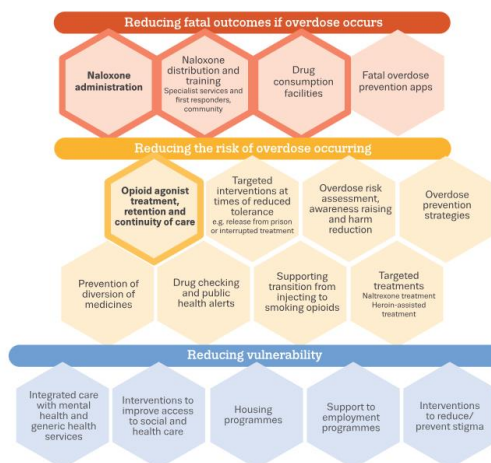 Reducing fatal outcomes if overdose occurs
Naloxone
administration
Naloxone
distribution and
training
Specialist services and
first responders,
community
Drug
consumption
facilities
Fatal overdose
prevention apps
Reducing the risk of overdose occurring
Opioid agonist
treatment,
retention and
continuity of care
Targeted
interventions at
times of reduced
tolerance
e.g. release from prison
or interrupted treatment
Overdose risk
assessment,
awareness raising
and harm
reduction
Overdose
prevention
strategies
Prevention of
diversion of
medicines
Drug checking
and public
health alerts
Supporting
transition from
injecting to
smoking opioids
Targeted
treatments
Naltrexone treatment
Heroin-assisted
treatment
Reducing vulnerability
Integrated care
with mental
health and
generic health
services
Interventions to
improve access
to social and
health care
Housing
programmes
Support to
employment
programmes
Interventions
to reduce/
prevent stigma